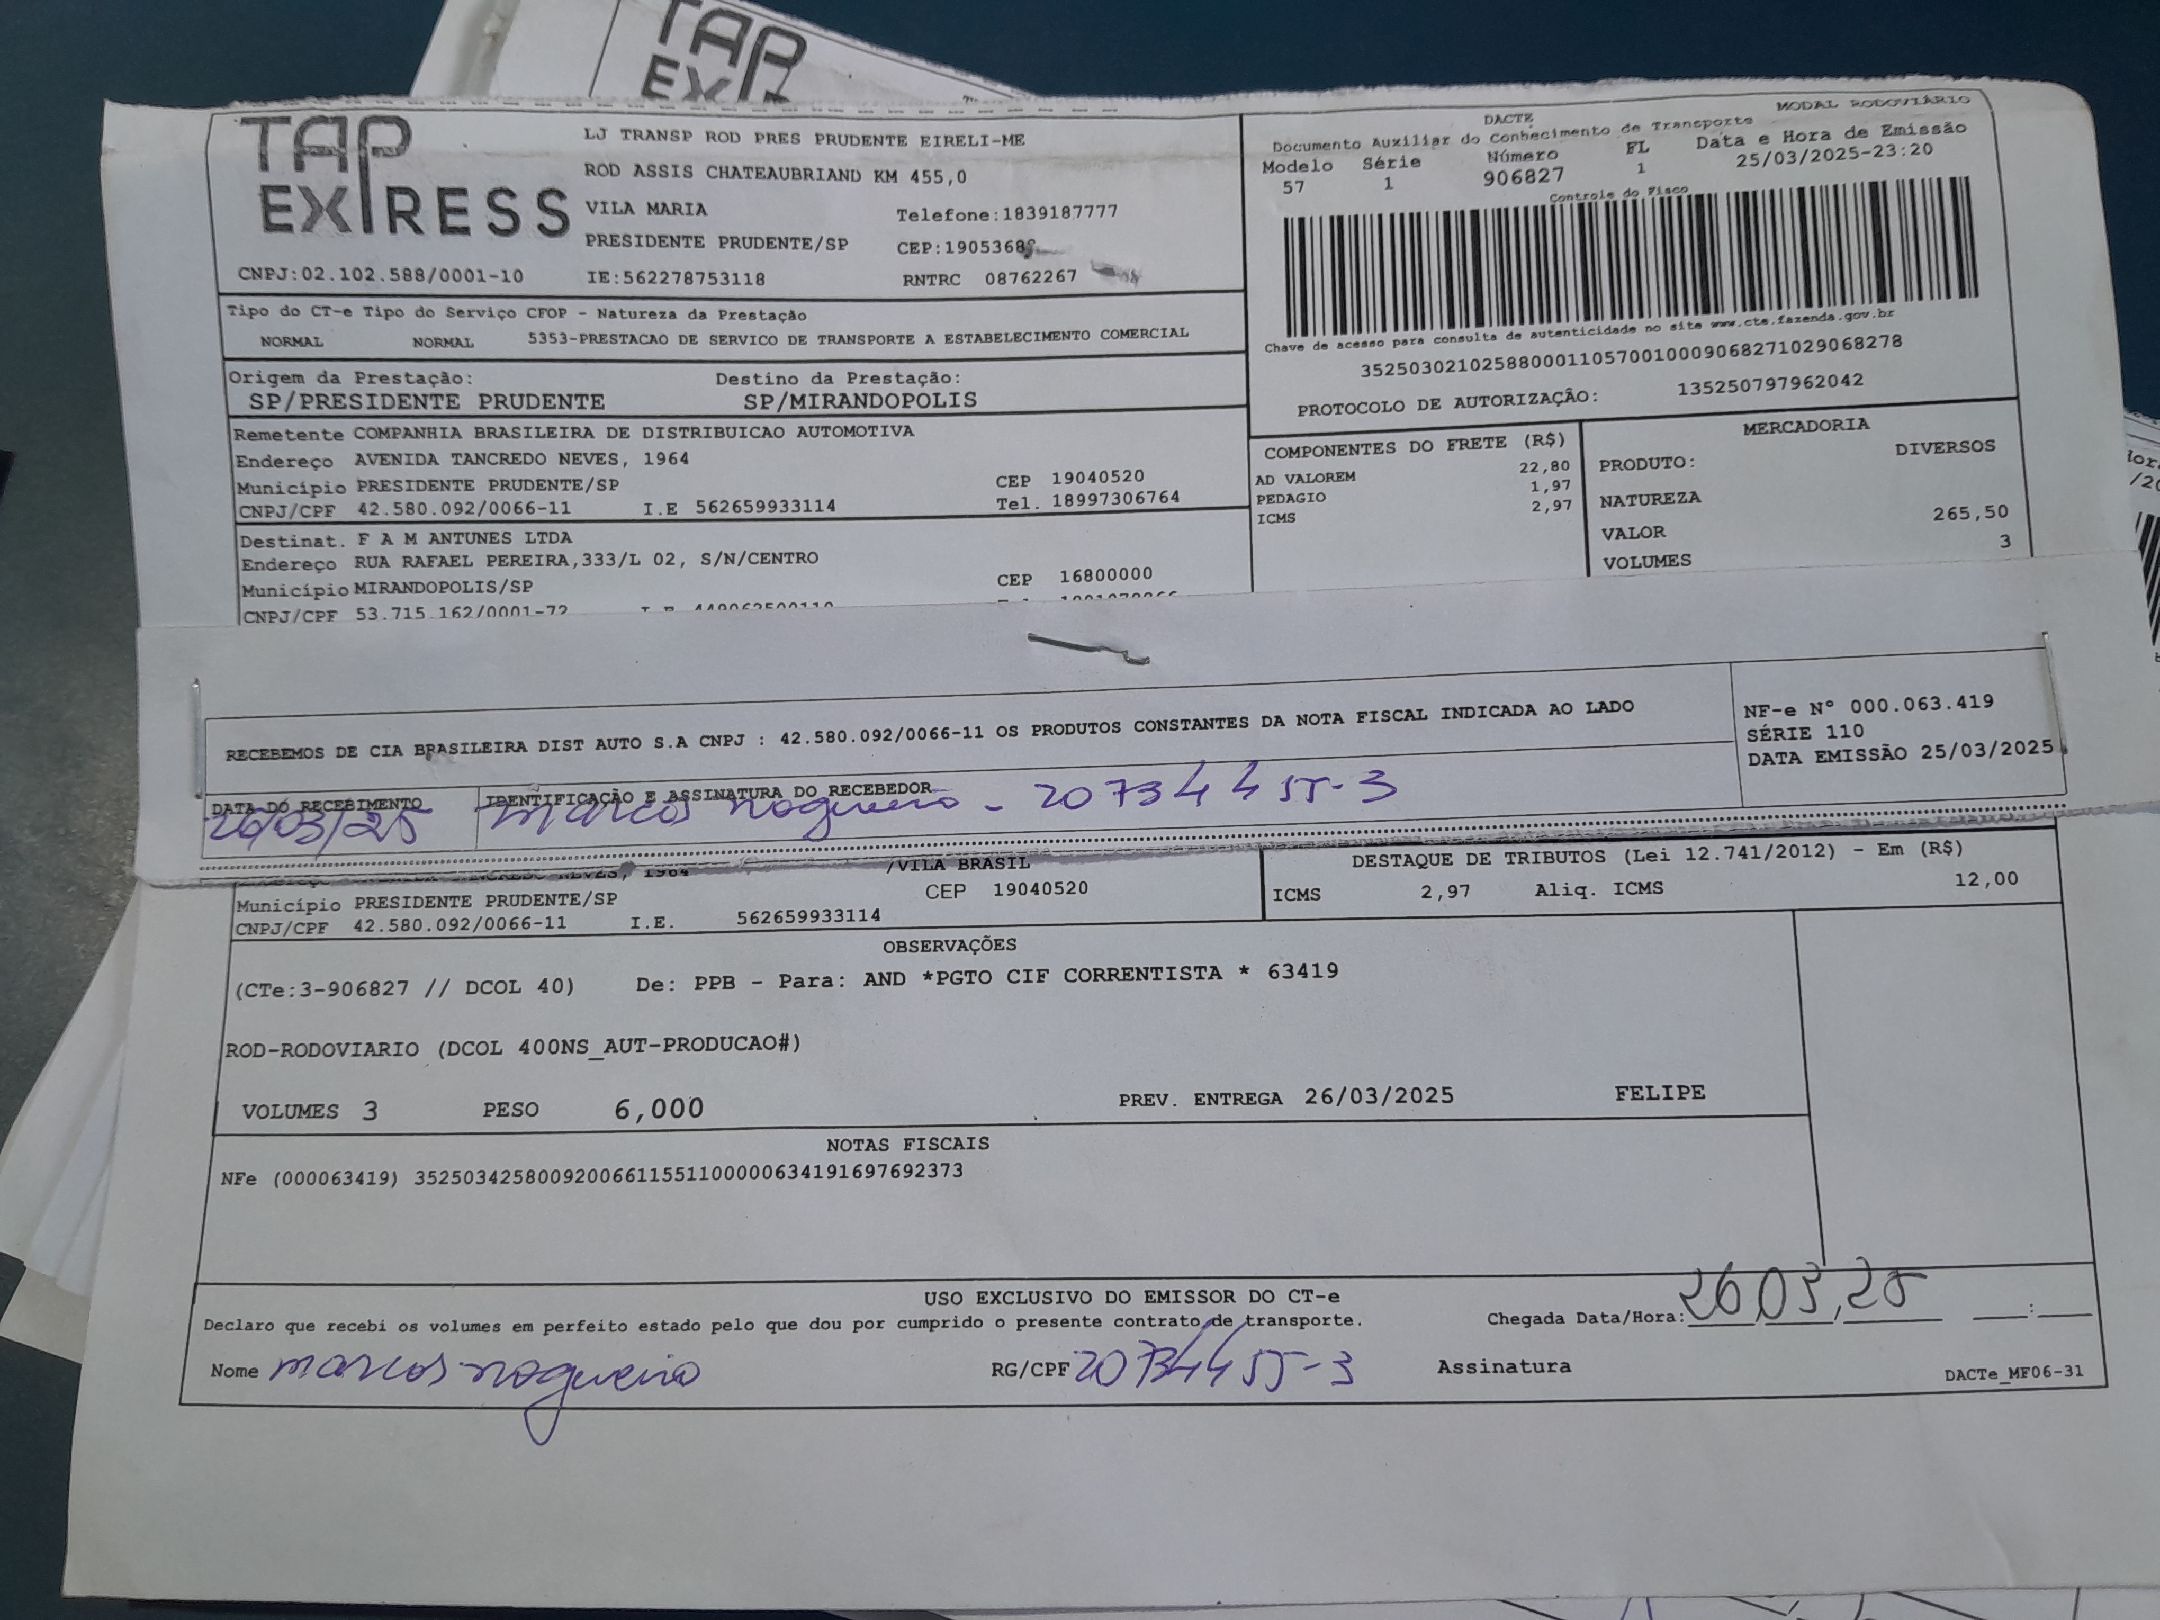 TAP
EX
TAP
EXPRESS
LJ TRANSP ROD PRES PRUDENTE EIRELI-ME
ROD ASSIS CHATEAUBRIAND KM 455,0
VILA MARIA Telefone:1839187777
PRESIDENTE PRUDENTE/SP CEP:1905368
CNPJ:02.102.588/0001-10 IE:562278753118 RNTRC 08762267
MODAL RODOVIÁRIO
DACTE
Documento Auxiliar do Conhecimento de Transporte
Modelo Série Número FL Data e Hora de Emissão
57 1 906827 1 25/03/2025-23:20
Controle do Fisco
Chave de acesso para consulta de autenticidade no site www.cte.fazenda.gov.br
35250302102588000110570010009068271029068278
PROTOCOLO DE AUTORIZAÇÂO: 135250797962042
Tipo do CT-e Tipo do Serviço CFOP - Natureza da Prestação
NORMAL NORMAL 5353-PRESTACAO DE SERVICO DE TRANSPORTE A ESTABELECIMENTO COMERCIAL
Origem da Prestação: Destino da Prestação:
SP/PRESIDENTE PRUDENTE SP/MIRANDOPOLIS
Remetente COMPANHIA BRASILEIRA DE DISTRIBUICAO AUTOMOTIVA
Endereço AVENIDA TANCREDO NEVES, 1964
Município PRESIDENTE PRUDENTE/SP CEP 19040520
CNPJ/CPF 42.580.092/0066-11 I.E 562659933114 Tel. 18997306764
Destinat. F A M ANTUNES LTDA
Endereço RUA RAFAEL PEREIRA,333/L 02, S/N/CENTRO
Município MIRANDOPOLIS/SP CEP 16800000
CNPJ/CPF 53.715.162/0001-72
COMPONENTES DO FRETE (R$)
AD VALOREM 22,80
PEDAGIO 1,97
ICMS 2,97
MERCADORIA
PRODUTO: DIVERSOS
NATUREZA
VALOR 265,50
VOLUMES 3
RECEBEMOS DE CIA BRASILEIRA DIST AUTO S.A CNPJ : 42.580.092/0066-11 OS PRODUTOS CONSTANTES DA NOTA FISCAL INDICADA AO LADO
NF-e N° 000.063.419
SÉRIE 110
DATA EMISSÃO 25/03/2025
DATA DO RECEBIMENTO IDENTIFICAÇÃO E ASSINATURA DO RECEBEDOR
26/03/25 marcos nogueira - 20734455-3
NEVES, 1964 /VILA BRASIL
Município PRESIDENTE PRUDENTE/SP CEP 19040520
CNPJ/CPF 42.580.092/0066-11 I.E. 562659933114
DESTAQUE DE TRIBUTOS (Lei 12.741/2012) - Em (R$)
ICMS 2,97 Aliq. ICMS 12,00
OBSERVAÇÕES
(CTe:3-906827 // DCOL 40) De: PPB - Para: AND *PGTO CIF CORRENTISTA * 63419
ROD-RODOVIARIO (DCOL 400NS_AUT-PRODUCAO#)
VOLUMES 3 PESO 6,000 PREV. ENTREGA 26/03/2025 FELIPE
NOTAS FISCAIS
NFe (000063419) 35250342580092006611551100000634191697692373
USO EXCLUSIVO DO EMISSOR DO CT-e
Declaro que recebi os volumes em perfeito estado pelo que dou por cumprido o presente contrato de transporte. Chegada Data/Hora: 26 03, 25 :
Nome marcos nogueira RG/CPF 20734455-3 Assinatura
DACTe_MF06-31